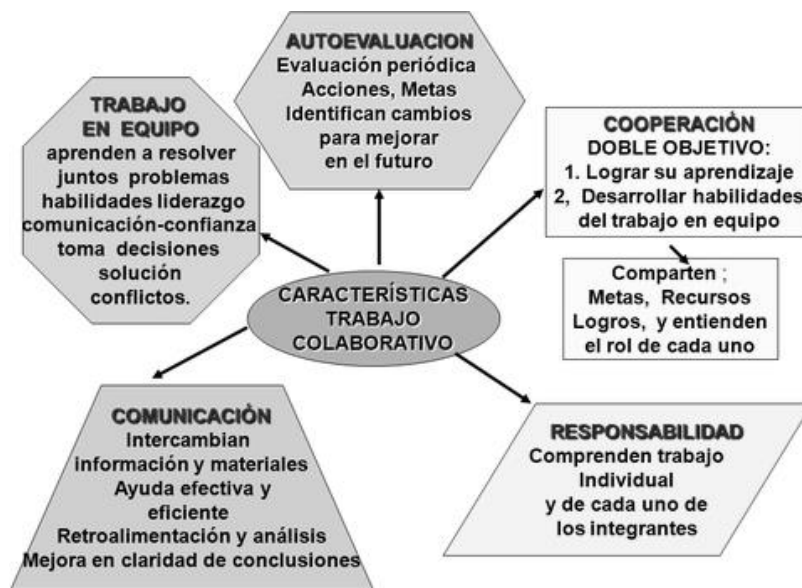 AUTOEVALUACION
Evaluación periódica
Acciones, Metas
Identifican cambios
para mejorar
en el futuro
TRABAJO
EN EQUIPO
aprenden a resolver
juntos problemas
habilidades liderazgo
comunicación-confianza
toma decisiones
solución
conflictos.
COOPERACIÓN
DOBLE OBJETIVO:
1. Lograr su aprendizaje
2, Desarrollar habilidades
del trabajo en equipo
Comparten ;
Metas, Recursos
Logros, y entienden
el rol de cada uno
CARACTERÍSTICAS
TRABAJO
COLABORATIVO
COMUNICACIÒN
Intercambian
información y materiales
Ayuda efectiva y
eficiente
Retroalimentación y análisis
Mejora en claridad de conclusiones
RESPONSABILIDAD
Comprenden trabajo
Individual
y de cada uno de
los integrantes